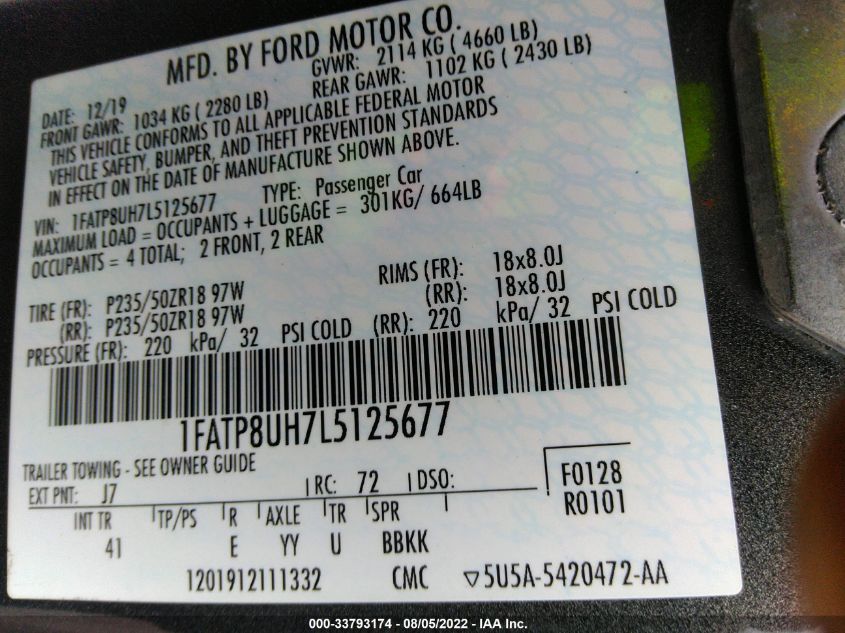 MFD. BY FORD MOTOR CO.
DATE: 12/19 GVWR: 2114 KG ( 4660 LB)
FRONT GAWR: 1034 KG ( 2280 LB) REAR GAWR: 1102 KG ( 2430 LB)
THIS VEHICLE CONFORMS TO ALL APPLICABLE FEDERAL MOTOR
VEHICLE SAFETY, BUMPER, AND THEFT PREVENTION STANDARDS
IN EFFECT ON THE DATE OF MANUFACTURE SHOWN ABOVE.
VIN: 1FATP8UH7L5125677 TYPE: Passenger Car
MAXIMUM LOAD = OCCUPANTS + LUGGAGE = 301KG/ 664LB
OCCUPANTS = 4 TOTAL; 2 FRONT, 2 REAR
TIRE (FR): P235/50ZR18 97W RIMS (FR): 18x8.0J
(RR): P235/50ZR18 97W (RR): 18x8.0J
PRESSURE (FR): 220 kPa/ 32 PSI COLD (RR): 220 kPa/ 32 PSI COLD
1FATP8UH7L5125677
TRAILER TOWING - SEE OWNER GUIDE
EXT PNT: J7 RC: 72 DSO: F0128
R0101
INT TR TP/PS R AXLE TR SPR
41 E YY U BBKK
1201912111332 CMC ▽5U5A-5420472-AA
000-33793174 - 08/05/2022 - IAA Inc.